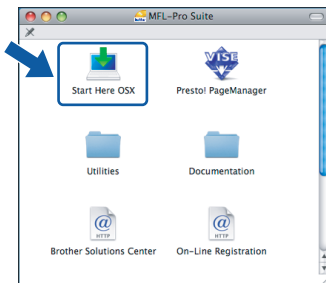 MFL-Pro Suite
Start Here OSX
VISE
Presto! PageManager
Utilities
Documentation
@
HTTP
@
HTTP
Brother Solutions Center
On-Line Registration